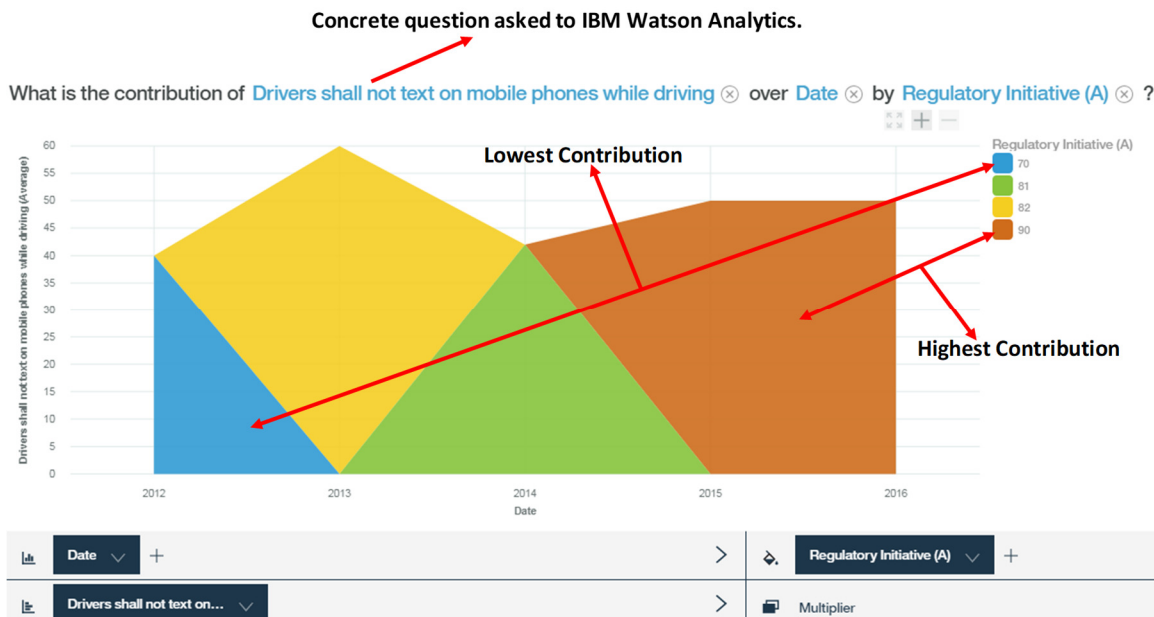 Concrete question asked to IBM Watson Analytics.
What is the contribution of Drivers shall not text on mobile phones while driving over Date by Regulatory Initiative (A) ?
Regulatory Initiative (A)
70
81
82
90
Lowest Contribution
Highest Contribution
Drivers shall not text on mobile phones while driving (Average)
60
55
50
45
40
35
30
25
20
15
10
5
0
2012
2013
2014
2015
2016
Date
Date
Regulatory Initiative (A)
Drivers shall not text on...
Multiplier